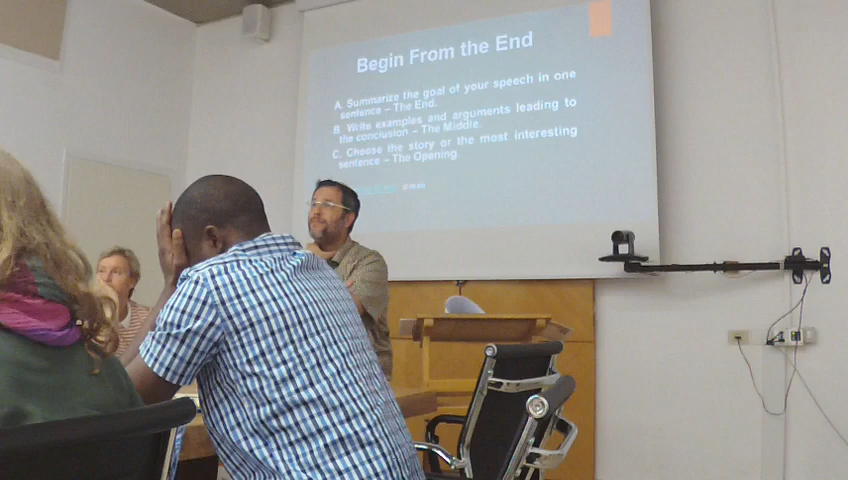 Begin From the End
A. Summarize the goal of your speech in one
sentence – The End.
B. Write examples and arguments leading to
the conclusion – The Middle.
C. Choose the story or the most interesting
sentence – The Opening.